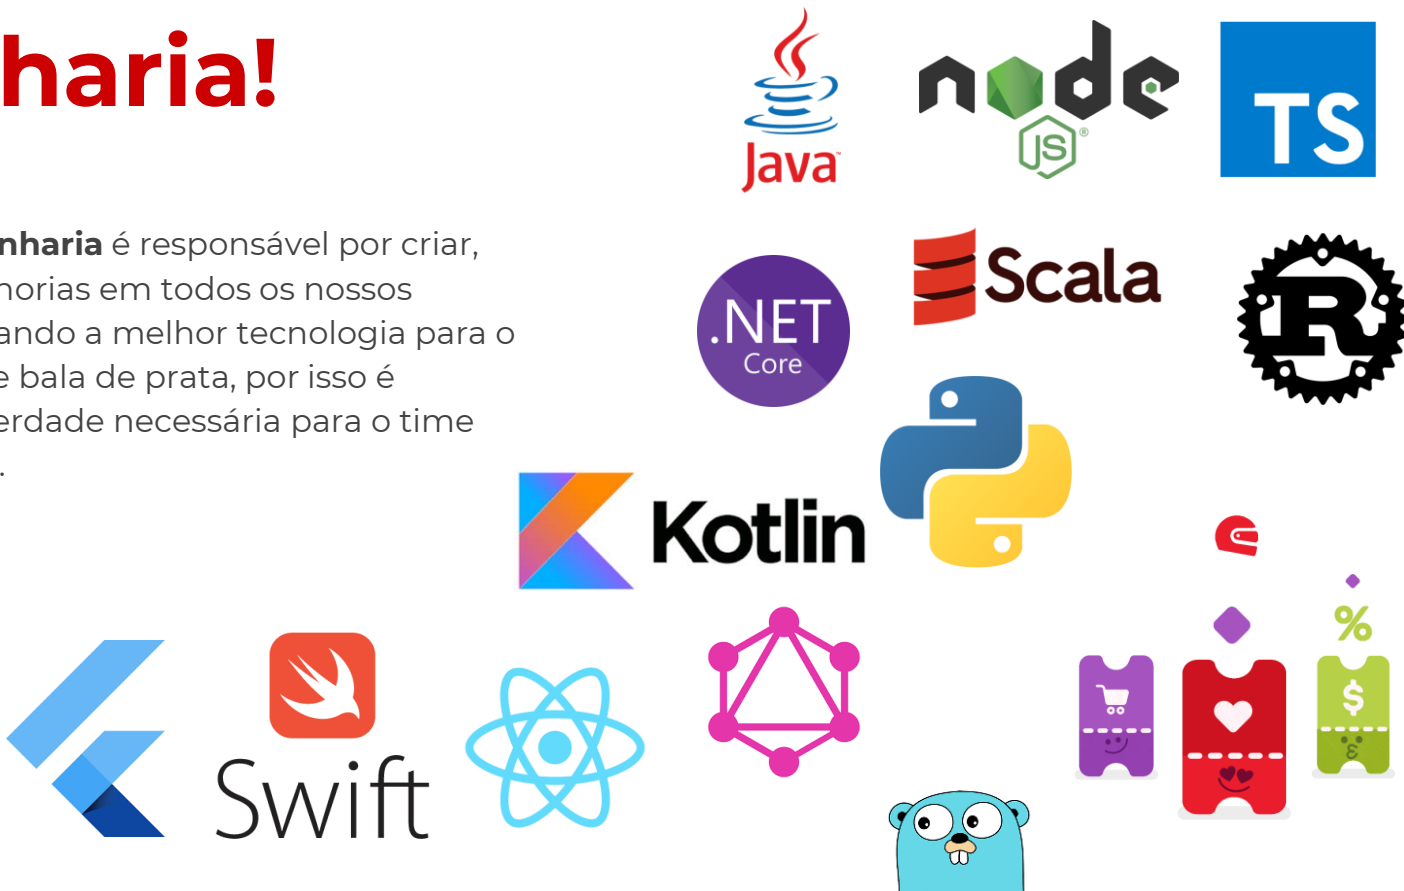 haria!
nharia é responsável por criar,
horias em todos os nossos
ando a melhor tecnologia para o
e bala de prata, por isso é
erdade necessária para o time
.
Java
node
JS
TS
.NET
Core
Scala
R
Kotlin
Swift
%
$